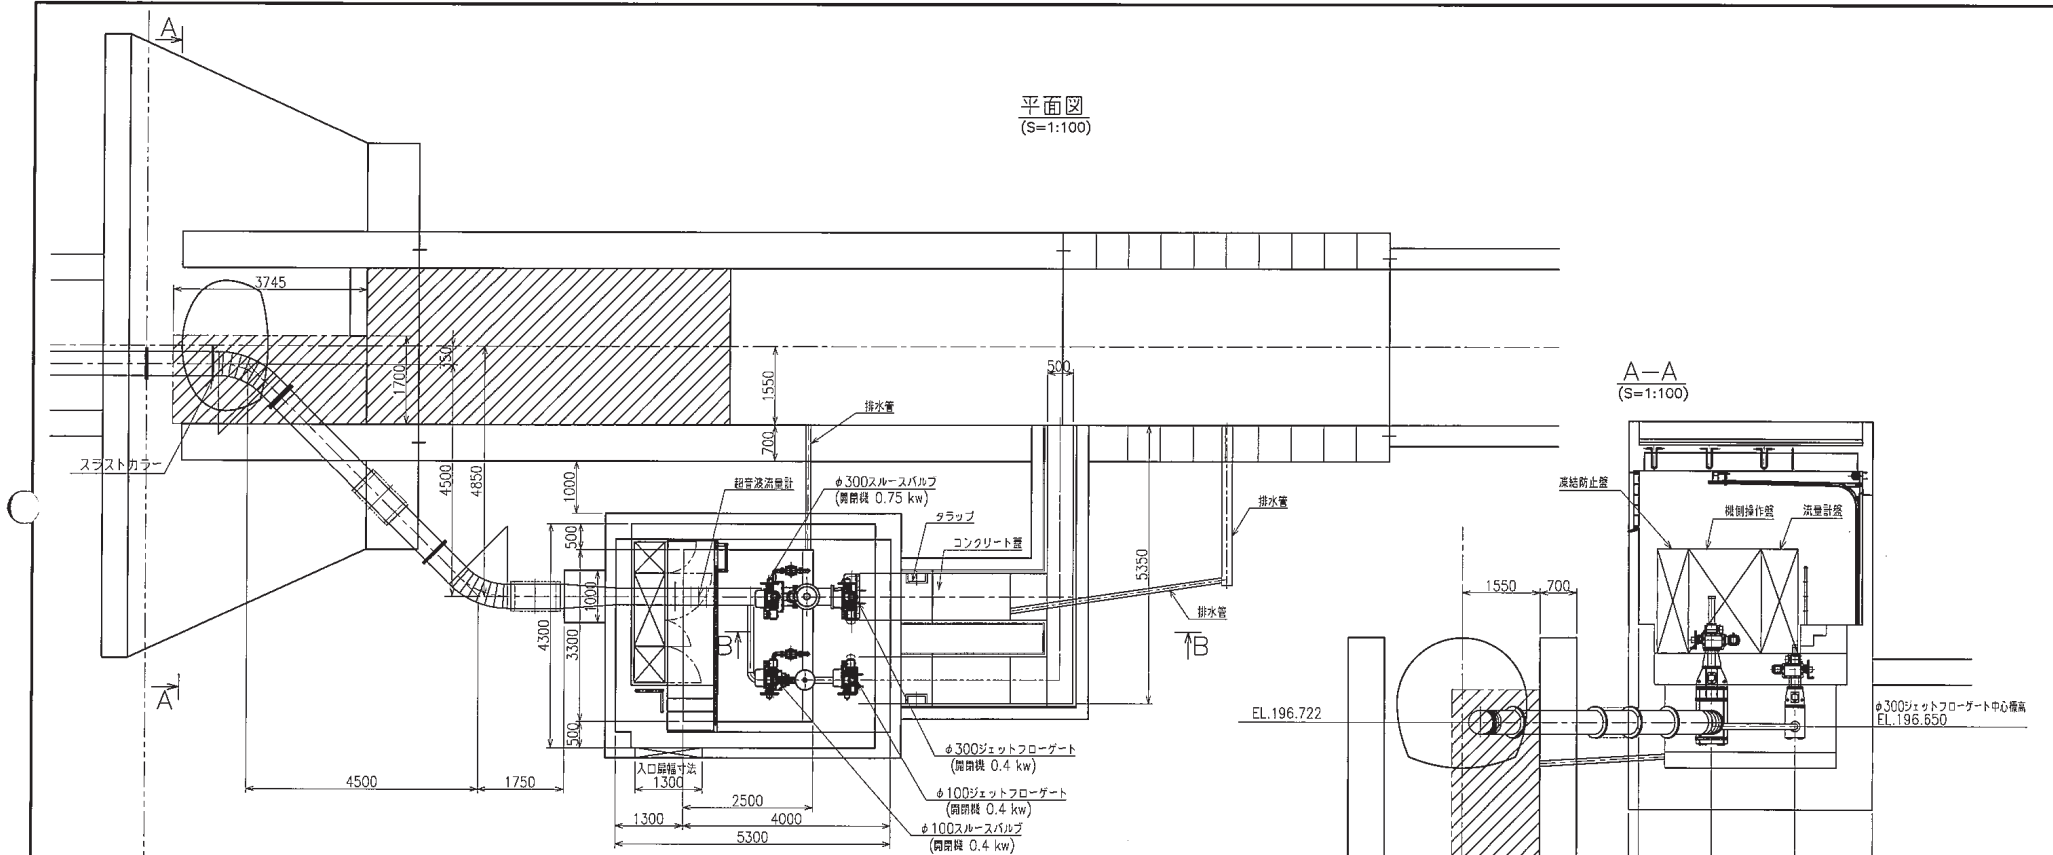 平面図
(S=1:100)
A
3745
1700
350
1550
500
700
スラストカラー
4500
4850
1000
排水管
超音波流量計
φ300スルースバルブ
(開閉機 0.75 kw)
タラップ
コンクリート蓋
排水管
排水管
5350
500
1000
4300
3300
500
B
B
A
入口扉幅寸法
1300
4500
1750
2500
1300
4000
5300
φ300ジェットフローゲート
(開閉機 0.4 kw)
φ100ジェットフローゲート
(開閉機 0.4 kw)
φ100スルースバルブ
(開閉機 0.4 kw)
A－A
(S=1:100)
凍結防止盤
機側操作盤
流量計盤
1550
700
EL.196.722
φ300ジェットフローゲート中心標高
EL.196.650